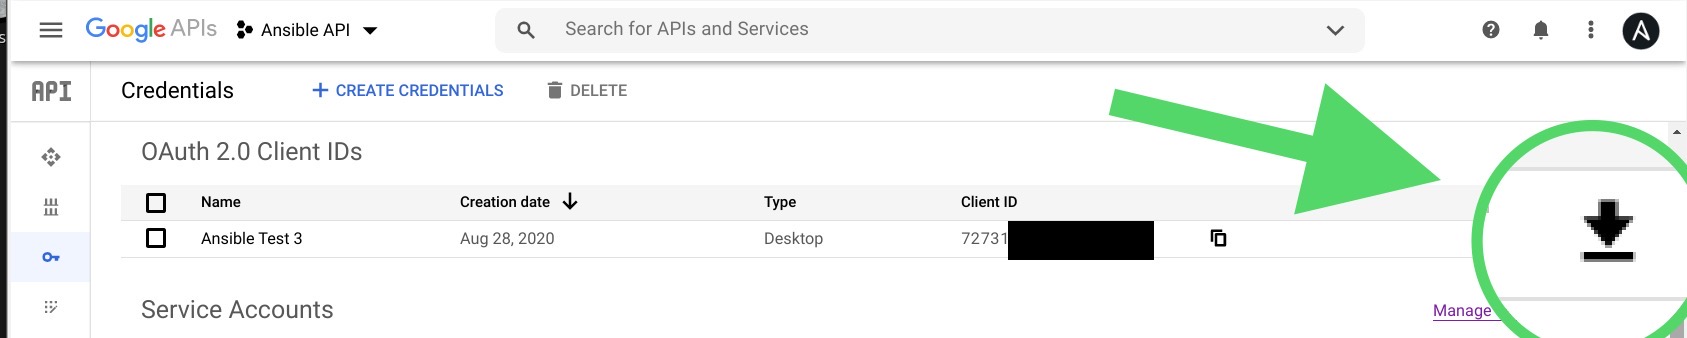 Google APIs Ansible API Search for APIs and Services
API Credentials + CREATE CREDENTIALS DELETE
OAuth 2.0 Client IDs
Name Creation date Type Client ID
Ansible Test 3 Aug 28, 2020 Desktop 72731
Service Accounts Manage